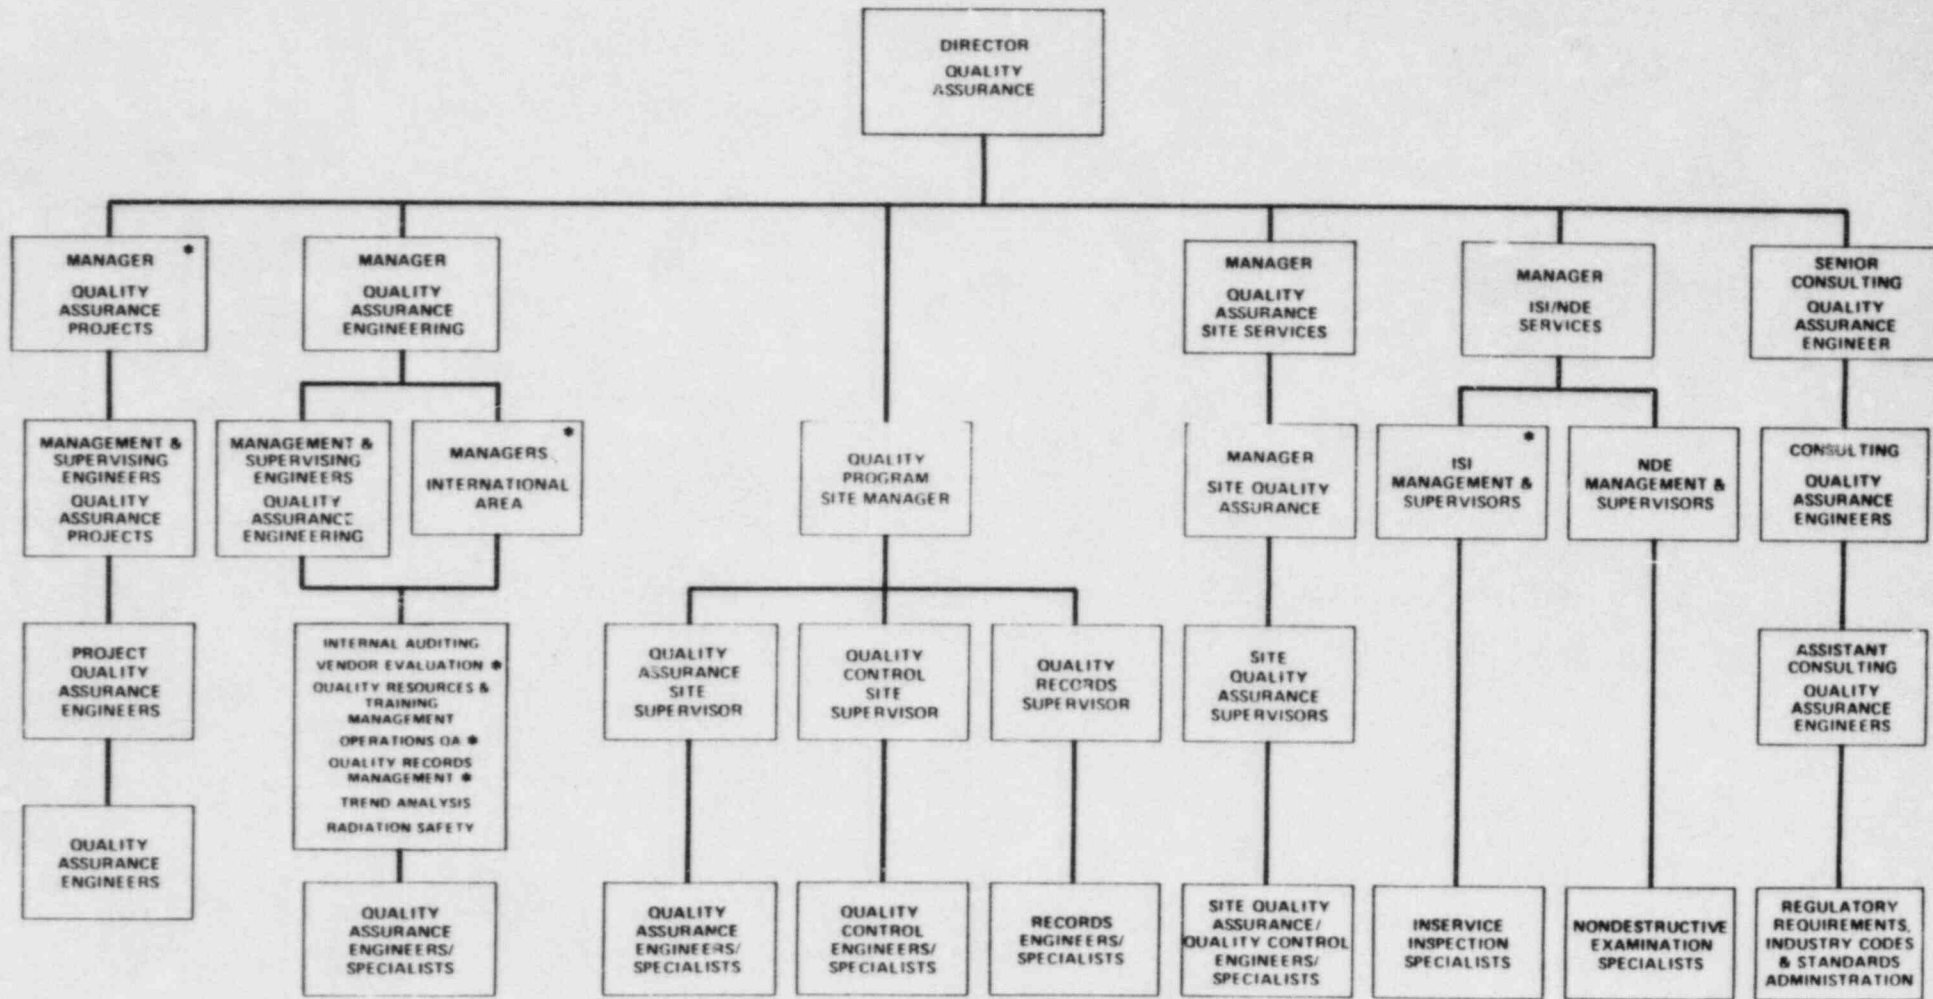 DIRECTOR
QUALITY
ASSURANCE
MANAGER *
QUALITY
ASSURANCE
PROJECTS
MANAGER
QUALITY
ASSURANCE
ENGINEERING
MANAGER
QUALITY
ASSURANCE
SITE SERVICES
MANAGER
ISI/NDE
SERVICES
SENIOR
CONSULTING
QUALITY
ASSURANCE
ENGINEER
MANAGEMENT &
SUPERVISING
ENGINEERS
QUALITY
ASSURANCE
PROJECTS
MANAGEMENT &
SUPERVISING
ENGINEERS
QUALITY
ASSURANCE
ENGINEERING
*
MANAGERS
INTERNATIONAL
AREA
QUALITY
PROGRAM
SITE MANAGER
MANAGER
SITE QUALITY
ASSURANCE
*
ISI
MANAGEMENT &
SUPERVISORS
NDE
MANAGEMENT &
SUPERVISORS
CONSULTING
QUALITY
ASSURANCE
ENGINEERS
PROJECT
QUALITY
ASSURANCE
ENGINEERS
INTERNAL AUDITING
VENDOR EVALUATION *
QUALITY RESOURCES &
TRAINING
MANAGEMENT
OPERATIONS QA *
QUALITY RECORDS
MANAGEMENT *
TREND ANALYSIS
RADIATION SAFETY
QUALITY
ASSURANCE
SITE
SUPERVISOR
QUALITY
CONTROL
SITE
SUPERVISOR
QUALITY
RECORDS
SUPERVISOR
SITE
QUALITY
ASSURANCE
SUPERVISORS
ASSISTANT
CONSULTING
QUALITY
ASSURANCE
ENGINEERS
QUALITY
ASSURANCE
ENGINEERS
QUALITY
ASSURANCE
ENGINEERS/
SPECIALISTS
QUALITY
ASSURANCE
ENGINEERS/
SPECIALISTS
QUALITY
CONTROL
ENGINEERS/
SPECIALISTS
RECORDS
ENGINEERS/
SPECIALISTS
SITE QUALITY
ASSURANCE/
QUALITY CONTROL
ENGINEERS/
SPECIALISTS
INSERVICE
INSPECTION
SPECIALISTS
NONDESTRUCTIVE
EXAMINATION
SPECIALISTS
REGULATORY
REQUIREMENTS,
INDUSTRY CODES
& STANDARDS
ADMINISTRATION